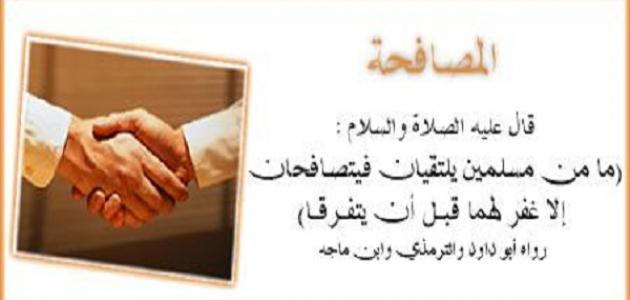 المصافحة
قال عليه الصلاة والسلام :
(ما من مسلمين يلتقيان فيتصافحان
إلا غفر لهما قبل أن يتفرقا)
رواه أبو داود والترمذي وابن ماجه